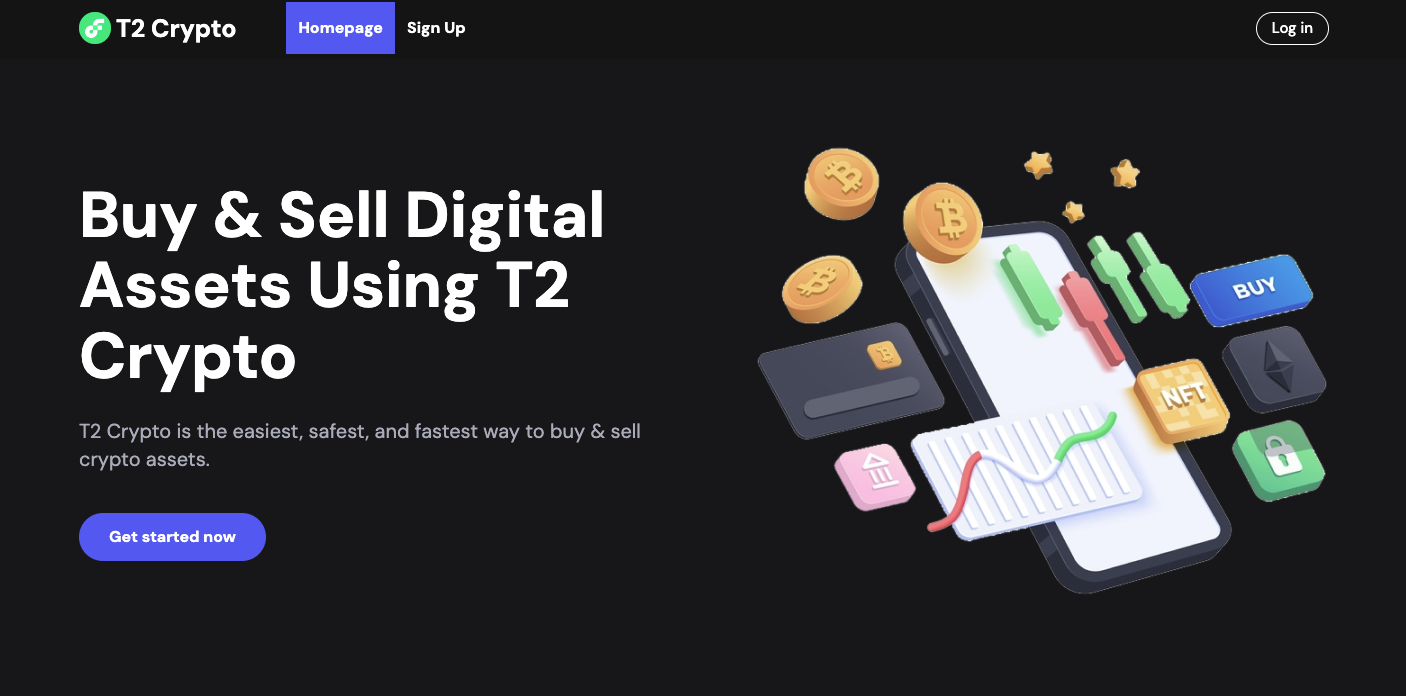 T2 Crypto
Homepage
Sign Up
Log in
Buy & Sell Digital
Assets Using T2
Crypto
T2 Crypto is the easiest, safest, and fastest way to buy & sell
crypto assets.
Get started now
BUY
NFT